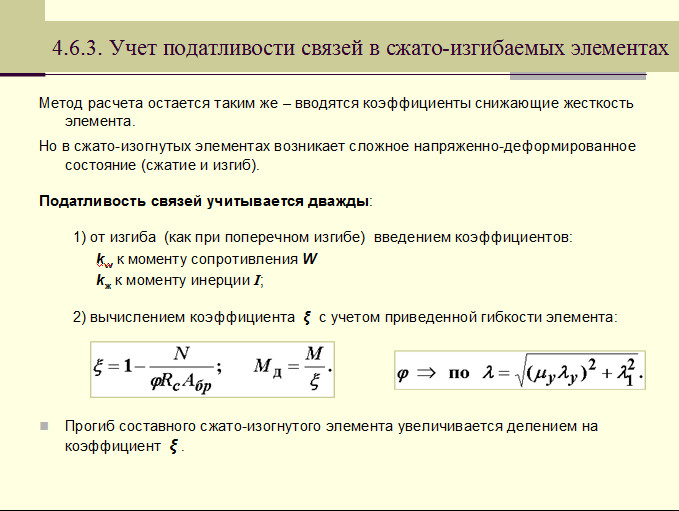 4.6.3. Учет податливости связей в сжато-изгибаемых элементах
Метод расчета остается таким же – вводятся коэффициенты снижающие жесткость
элемента.
Но в сжато-изогнутых элементах возникает сложное напряженно-деформированное
состояние (сжатие и изгиб).
Податливость связей учитывается дважды:
1) от изгиба (как при поперечном изгибе) введением коэффициентов:
kw к моменту сопротивления W
kж к моменту инерции I;
2) вычислением коэффициента ξ с учетом приведенной гибкости элемента:
ξ = 1 − N / (φRcAбр); Mд = M / ξ.
φ ⇒ по λ = √((μyλy)² + λ₁²).
Прогиб составного сжато-изогнутого элемента увеличивается делением на
коэффициент ξ .